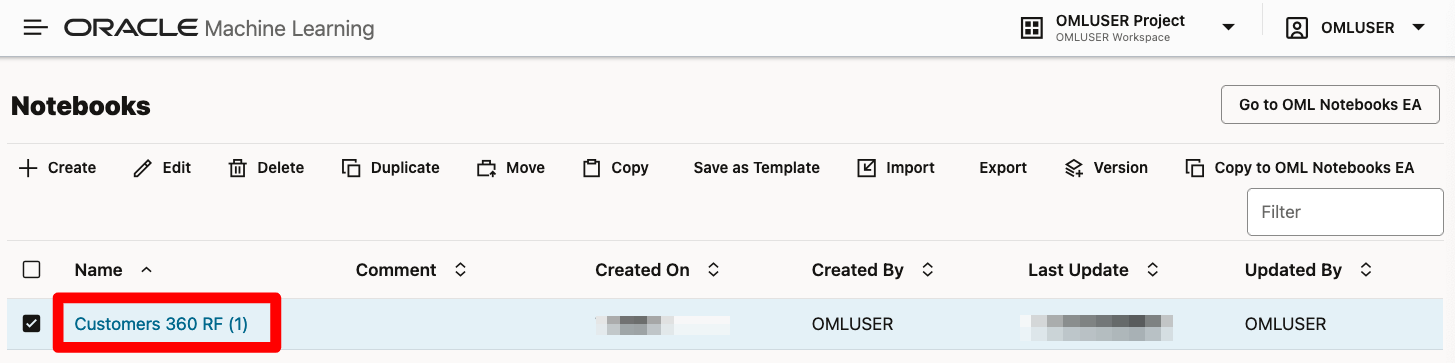 ORACLE Machine Learning
OMLUSER Project
OMLUSER Workspace
OMLUSER
Notebooks
Go to OML Notebooks EA
Create Edit Delete Duplicate Move Copy Save as Template Import Export Version Copy to OML Notebooks EA
Filter
Name Comment Created On Created By Last Update Updated By
Customers 360 RF (1) OMLUSER OMLUSER